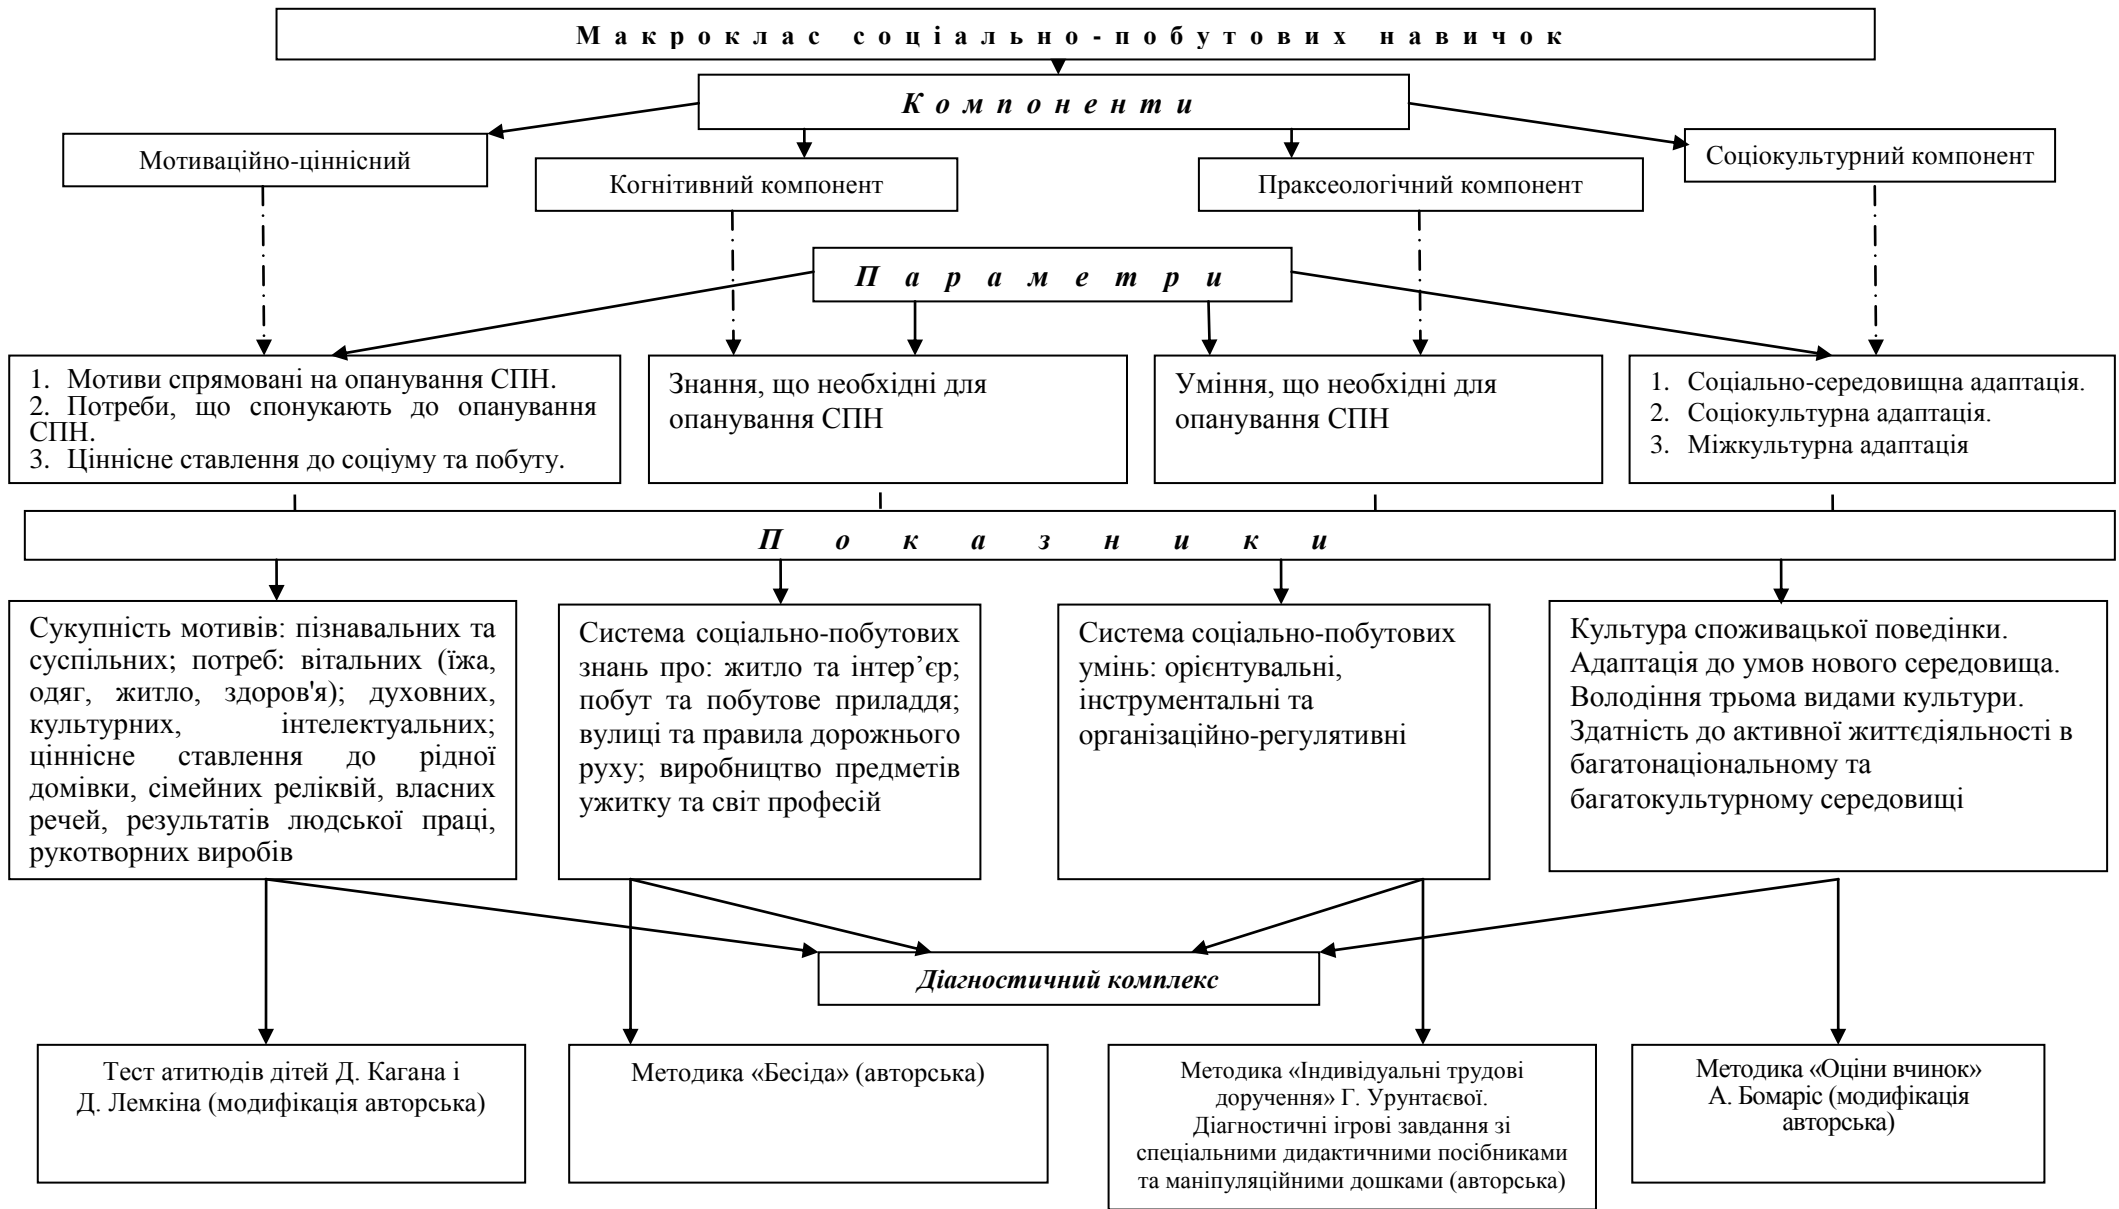 Макроклас соціально-побутових навичок
Компоненти
Мотиваційно-ціннісний
Когнітивний компонент
Праксеологічний компонент
Соціокультурний компонент
Параметри
1. Мотиви спрямовані на опанування СПН.
2. Потреби, що спонукають до опанування
СПН.
3. Ціннісне ставлення до соціуму та побуту.
Знання, що необхідні для
опанування СПН
Уміння, що необхідні для
опанування СПН
1. Соціально-середовищна адаптація.
2. Соціокультурна адаптація.
3. Міжкультурна адаптація
Показники
Сукупність мотивів: пізнавальних та
суспільних; потреб: вітальних (їжа,
одяг, житло, здоров'я); духовних,
культурних, інтелектуальних;
ціннісне ставлення до рідної
домівки, сімейних реліквій, власних
речей, результатів людської праці,
рукотворних виробів
Система соціально-побутових
знань про: житло та інтер’єр;
побут та побутове приладдя;
вулиці та правила дорожнього
руху; виробництво предметів
ужитку та світ професій
Система соціально-побутових
умінь: орієнтувальні,
інструментальні та
організаційно-регулятивні
Культура споживацької поведінки.
Адаптація до умов нового середовища.
Володіння трьома видами культури.
Здатність до активної життєдіяльності в
багатонаціональному та
багатокультурному середовищі
Діагностичний комплекс
Тест атитюдів дітей Д. Кагана і
Д. Лемкіна (модифікація авторська)
Методика «Бесіда» (авторська)
Методика «Індивідуальні трудові
доручення» Г. Урунтаєвої.
Діагностичні ігрові завдання зі
спеціальними дидактичними посібниками
та маніпуляційними дошками (авторська)
Методика «Оціни вчинок»
А. Бомаріс (модифікація
авторська)